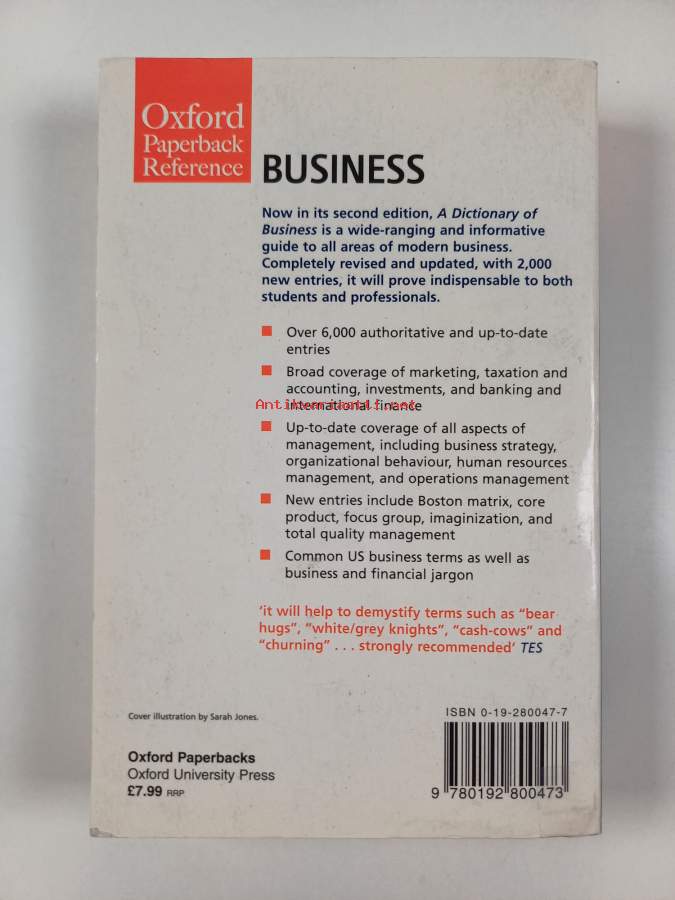 Oxford
Paperback
Reference
BUSINESS
Now in its second edition, A Dictionary of
Business is a wide-ranging and informative
guide to all areas of modern business.
Completely revised and updated, with 2,000
new entries, it will prove indispensable to both
students and professionals.
Over 6,000 authoritative and up-to-date
entries
Broad coverage of marketing, taxation and
accounting, investments, and banking and
international finance
Antikvariaatti.net
Up-to-date coverage of all aspects of
management, including business strategy,
organizational behaviour, human resources
management, and operations management
New entries include Boston matrix, core
product, focus group, imaginization, and
total quality management
Common US business terms as well as
business and financial jargon
‘it will help to demystify terms such as “bear
hugs”, “white/grey knights”, “cash-cows” and
“churning” . . . strongly recommended‘ TES
Cover illustration by Sarah Jones.
Oxford Paperbacks
Oxford University Press
£7.99 RRP
ISBN 0-19-280047-7
9 780192 800473